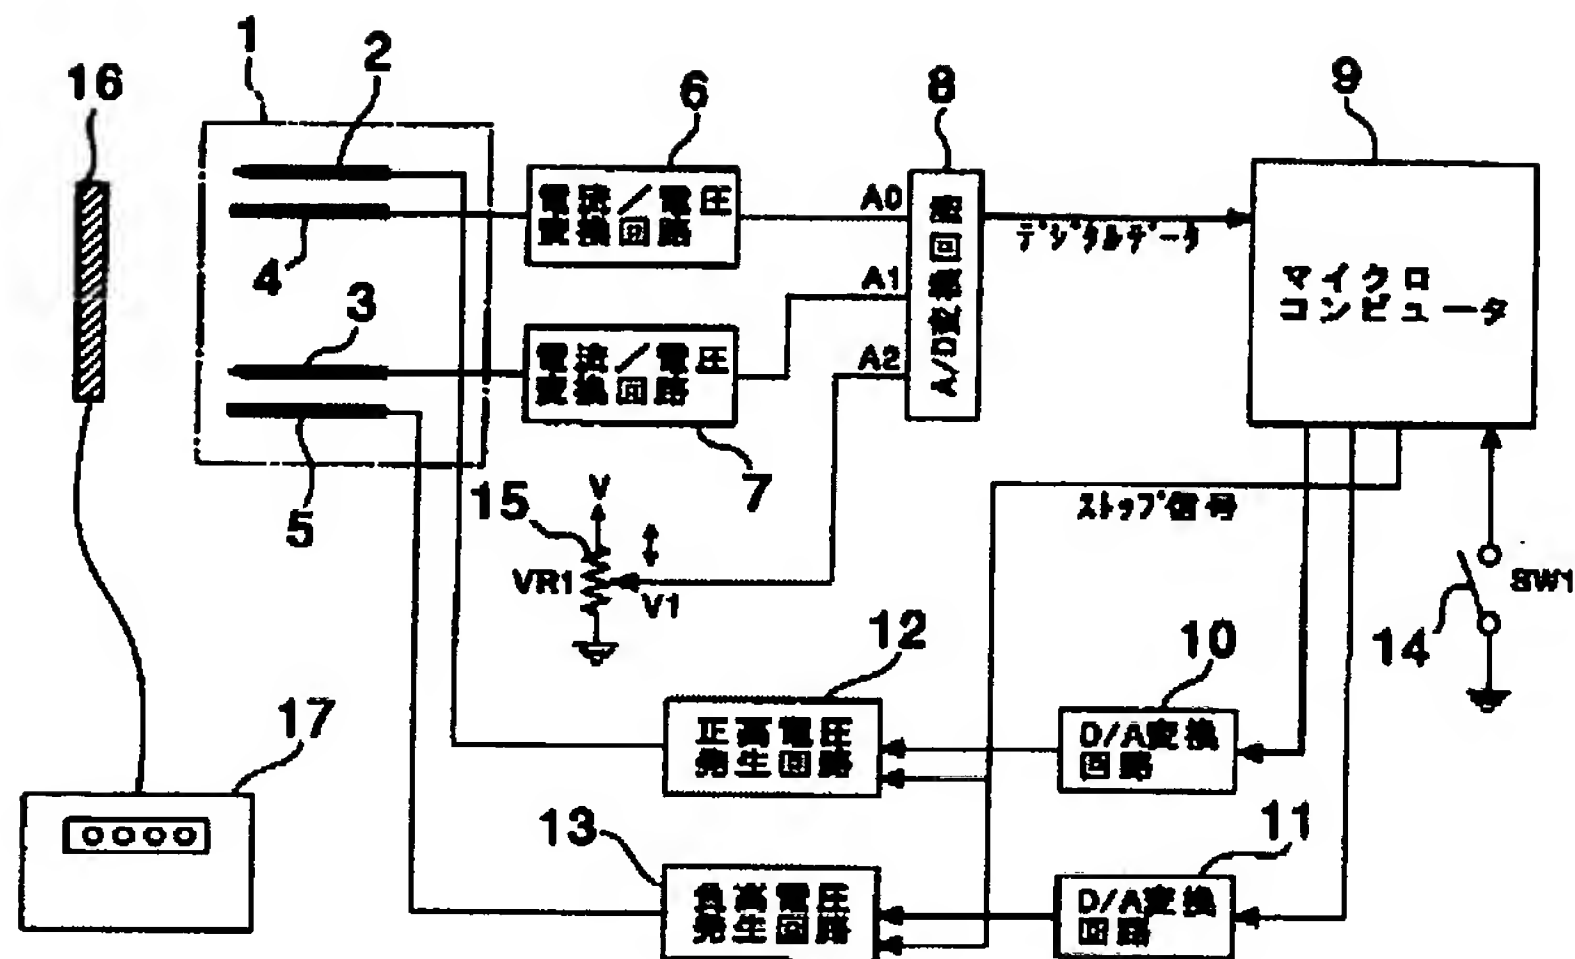 1
2
16
6
8
9
電流／電圧
変換回路
A0
A/D変換回路
デジタルデータ
マイクロ
コンピュータ
4
A1
3
電流／電圧
変換回路
A2
5
7
ストップ信号
15
V
VR1
V1
SW1
14
12
10
正高電圧
発生回路
D/A変換
回路
17
13
11
負高電圧
発生回路
D/A変換
回路